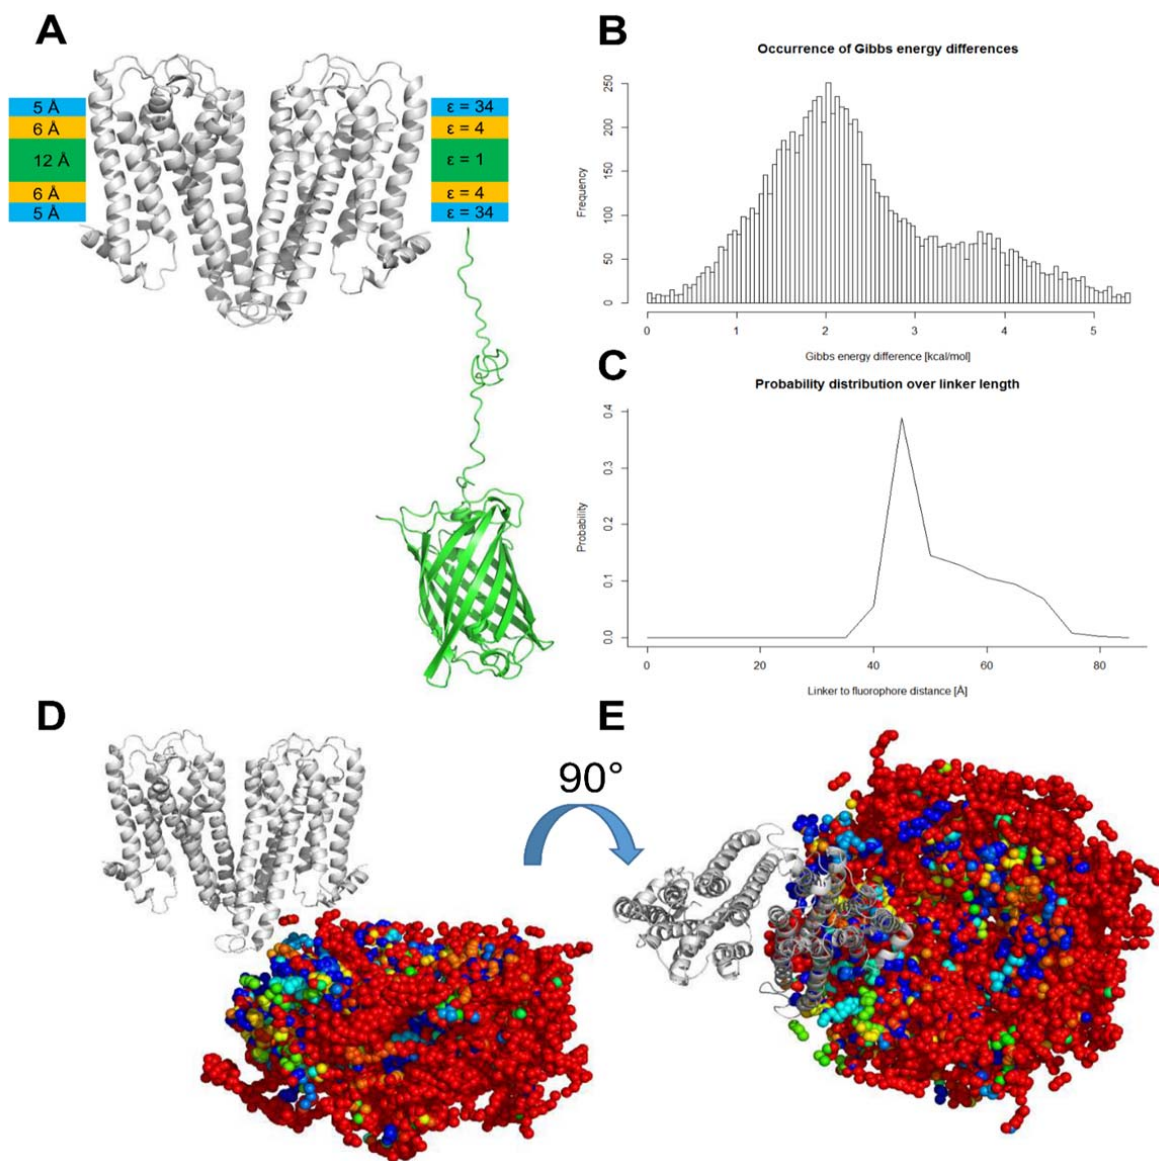 A
5 Å
6 Å
12 Å
6 Å
5 Å
ε = 34
ε = 4
ε = 1
ε = 4
ε = 34
B
Occurrence of Gibbs energy differences
Frequency
250
200
150
100
50
0
0 1 2 3 4 5
Gibbs energy difference [kcal/mol]
C
Probability distribution over linker length
Probability
0.4
0.3
0.2
0.1
0.0
0 20 40 60 80
Linker to fluorophore distance [Å]
D
90°
E